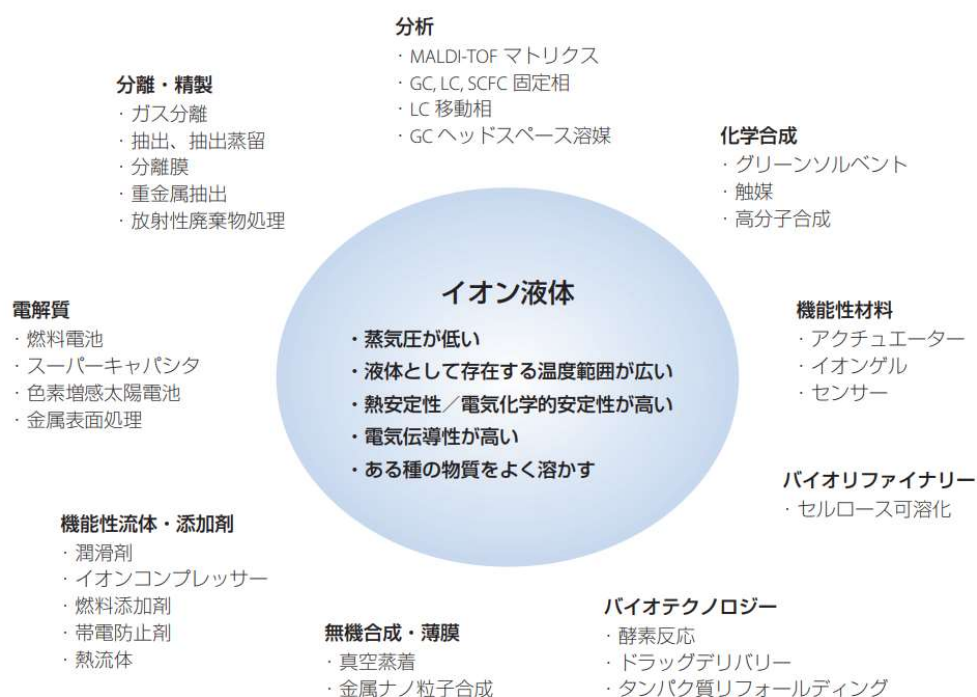 分析
· MALDI-TOF マトリクス
· GC, LC, SCFC 固定相
· LC 移動相
· GC ヘッドスペース溶媒
分離・精製
· ガス分離
· 抽出、抽出蒸留
· 分離膜
· 重金属抽出
· 放射性廃棄物処理
化学合成
· グリーンソルベント
· 触媒
· 高分子合成
イオン液体
・蒸気圧が低い
・液体として存在する温度範囲が広い
・熱安定性／電気化学的安定性が高い
・電気伝導性が高い
・ある種の物質をよく溶かす
電解質
· 燃料電池
· スーパーキャパシタ
· 色素増感太陽電池
· 金属表面処理
機能性材料
· アクチュエーター
· イオンゲル
· センサー
バイオリファイナリー
· セルロース可溶化
機能性流体・添加剤
· 潤滑剤
· イオンコンプレッサー
· 燃料添加剤
· 帯電防止剤
· 熱流体
無機合成・薄膜
· 真空蒸着
· 金属ナノ粒子合成
バイオテクノロジー
· 酵素反応
· ドラッグデリバリー
· タンパク質リフォールディング